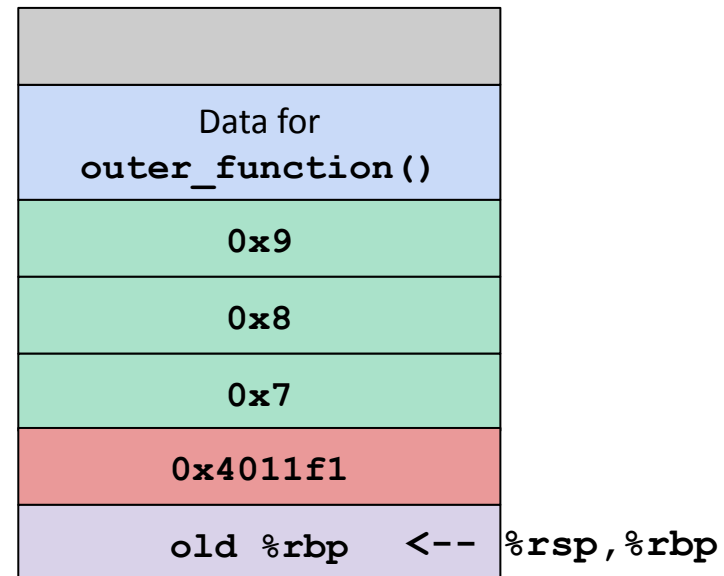 Data for
outer_function()
0x9
0x8
0x7
0x4011f1
old %rbp <-- %rsp,%rbp